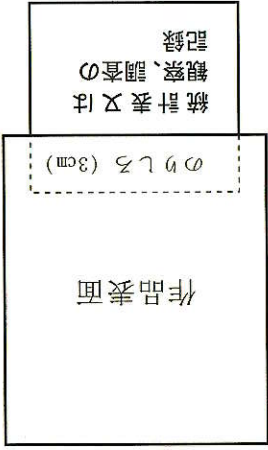 作品表面
のりしろ (3cm)
統計表又は
観察、調査の
記録